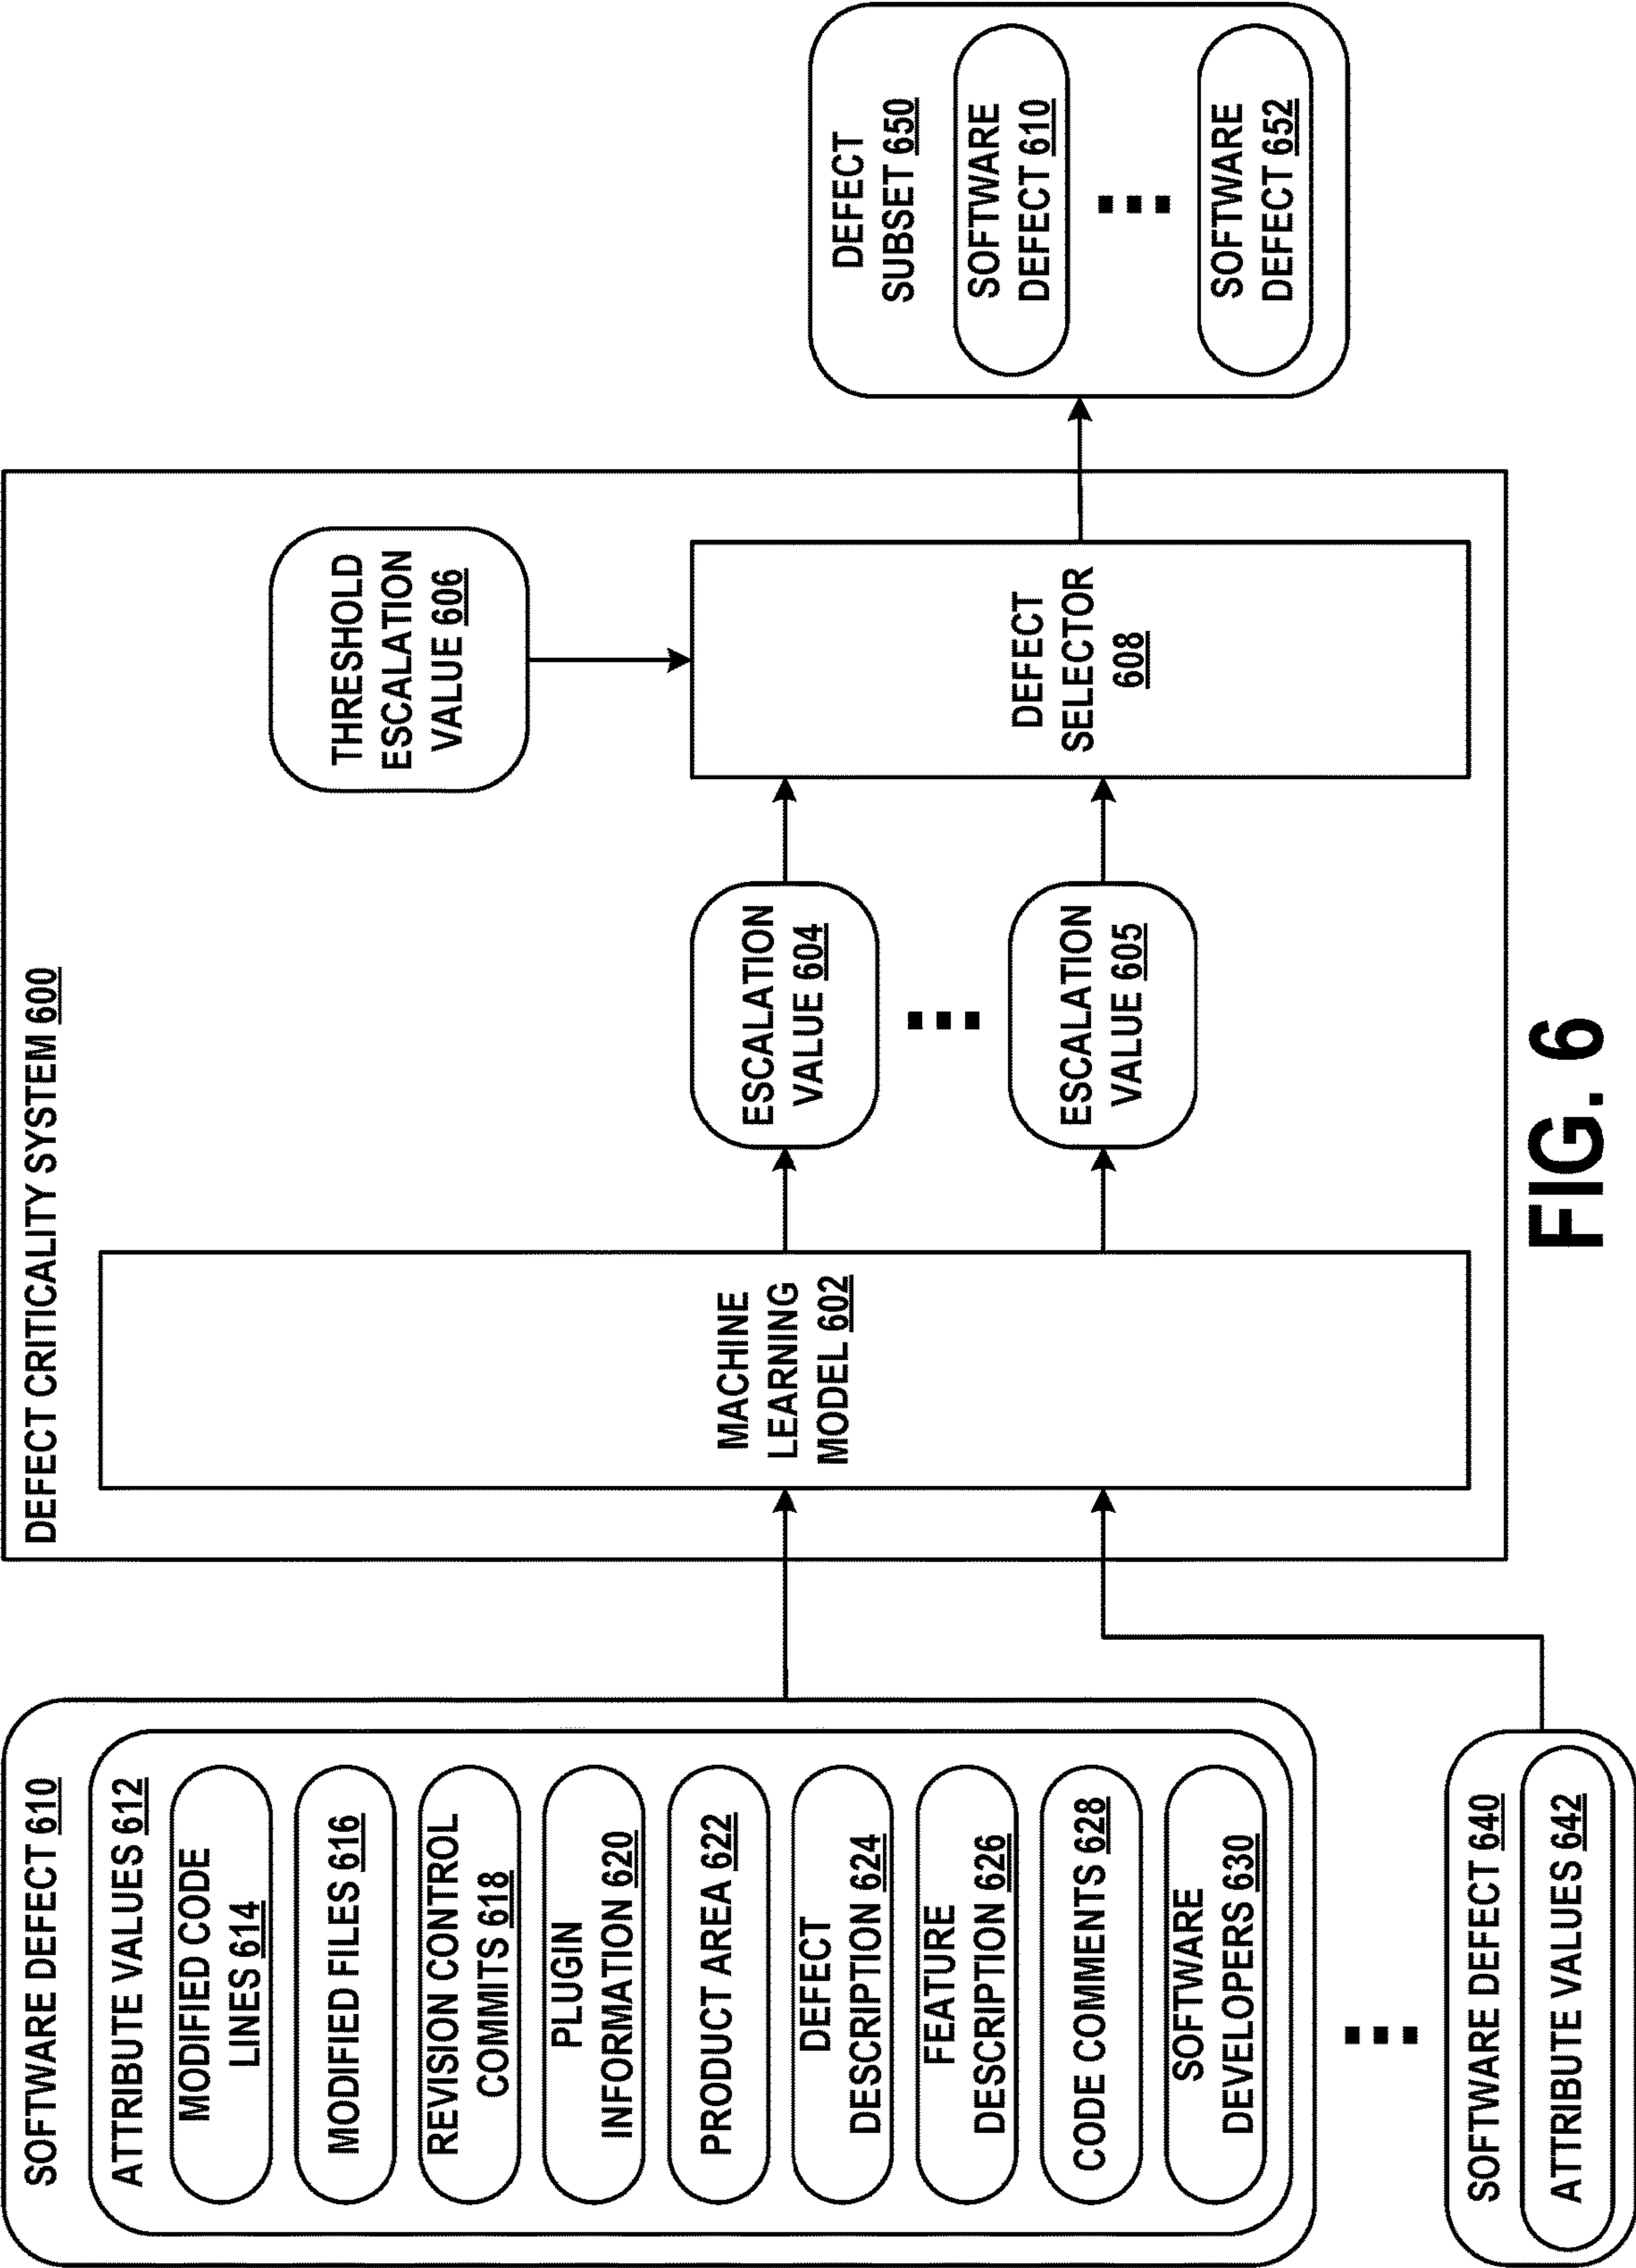 SOFTWARE DEFECT 610
ATTRIBUTE VALUES 612
MODIFIED CODE
LINES 614
MODIFIED FILES 616
REVISION CONTROL
COMMITS 618
PLUGIN
INFORMATION 620
PRODUCT AREA 622
DEFECT
DESCRIPTION 624
FEATURE
DESCRIPTION 626
CODE COMMENTS 628
SOFTWARE
DEVELOPERS 630
SOFTWARE DEFECT 640
ATTRIBUTE VALUES 642
DEFECT CRITICALITY SYSTEM 600
MACHINE
LEARNING
MODEL 602
ESCALATION
VALUE 604
ESCALATION
VALUE 605
THRESHOLD
ESCALATION
VALUE 606
DEFECT
SELECTOR
608
DEFECT
SUBSET 650
SOFTWARE
DEFECT 610
SOFTWARE
DEFECT 652
FIG. 6